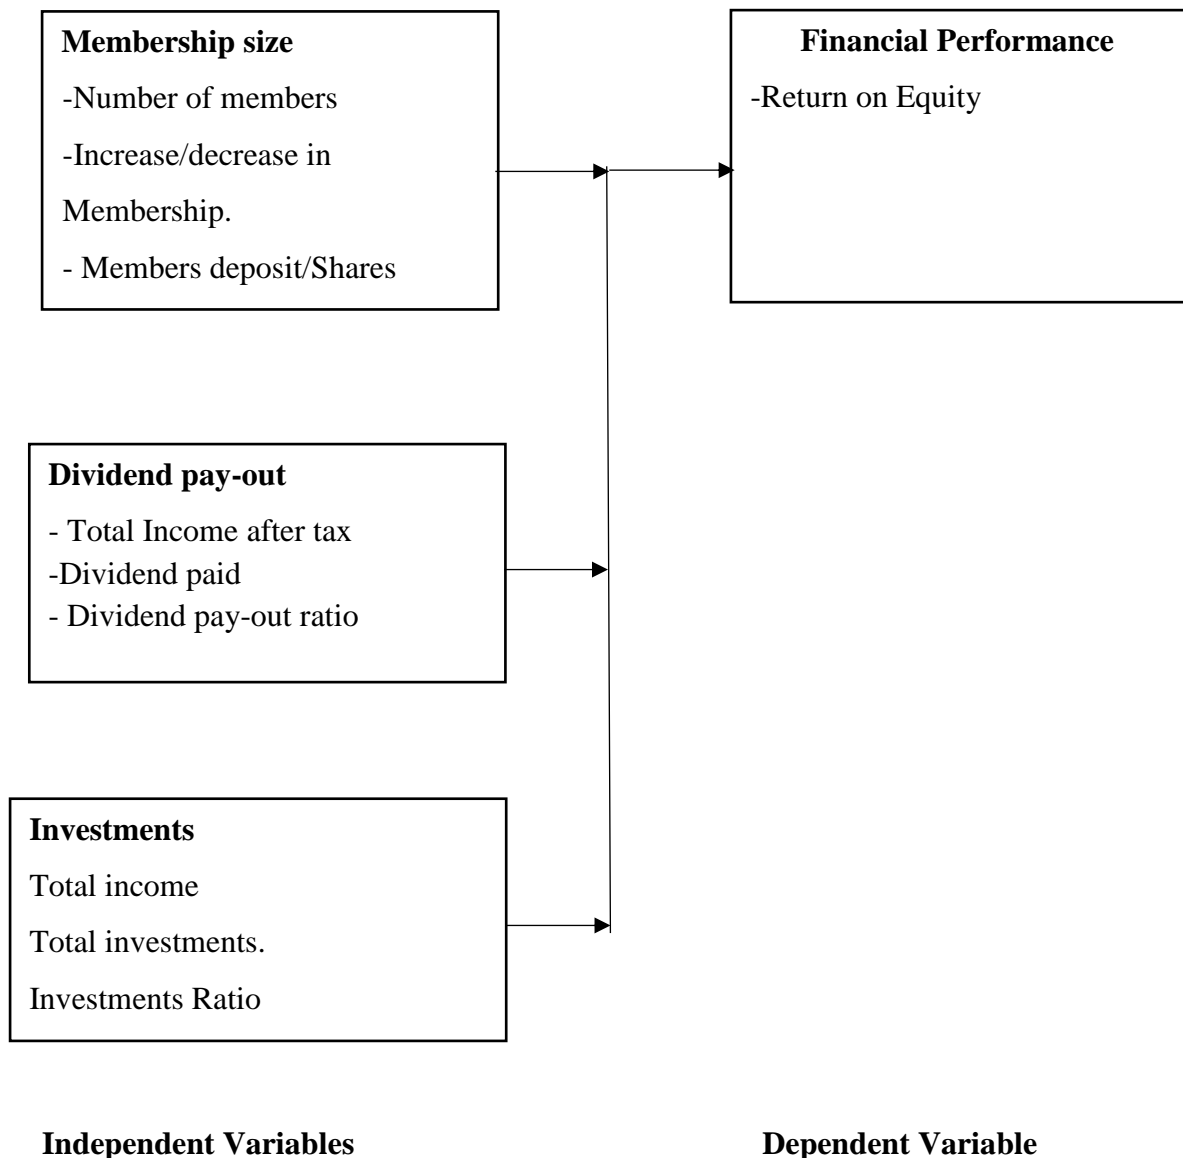 Membership size
-Number of members
-Increase/decrease in
Membership.
- Members deposit/Shares
Financial Performance
-Return on Equity
Dividend pay-out
- Total Income after tax
-Dividend paid
- Dividend pay-out ratio
Investments
Total income
Total investments.
Investments Ratio
Independent Variables
Dependent Variable